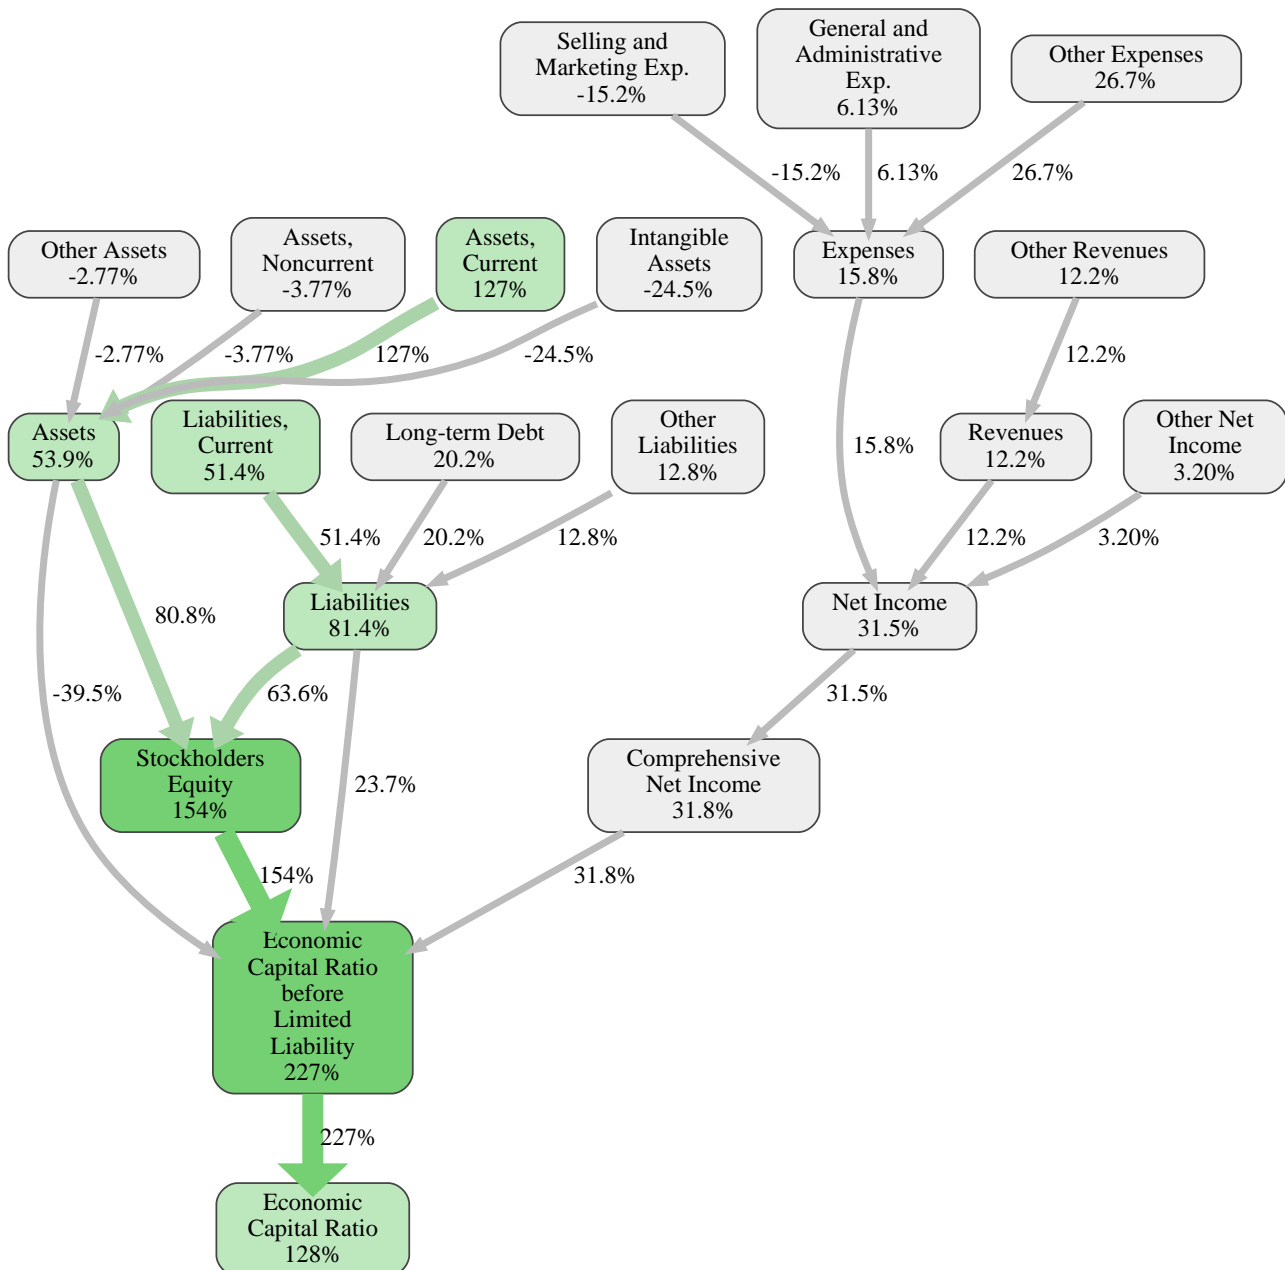 Selling and
Marketing Exp.
-15.2%
General and
Administrative
Exp.
6.13%
Other Expenses
26.7%
-15.2%
6.13%
26.7%
Other Assets
-2.77%
Assets,
Noncurrent
-3.77%
Assets,
Current
127%
Intangible
Assets
-24.5%
Expenses
15.8%
Other Revenues
12.2%
-2.77%
-3.77%
127%
-24.5%
12.2%
Assets
53.9%
Liabilities,
Current
51.4%
Long-term Debt
20.2%
Other
Liabilities
12.8%
15.8%
Revenues
12.2%
Other Net
Income
3.20%
51.4%
20.2%
12.8%
12.2%
3.20%
80.8%
Liabilities
81.4%
Net Income
31.5%
-39.5%
63.6%
31.5%
Stockholders
Equity
154%
23.7%
Comprehensive
Net Income
31.8%
154%
31.8%
Economic
Capital Ratio
before
Limited
Liability
227%
227%
Economic
Capital Ratio
128%